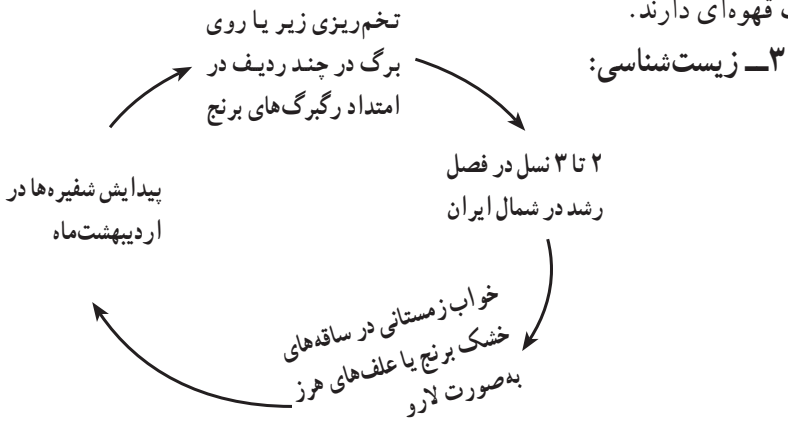 قهوه‌ای دارند.
۳ــ زیست‌شناسی:
تخم‌ریزی زیر یا روی
برگ در چند ردیف در
امتداد رگبرگ‌های برنج
۲ تا ۳ نسل در فصل
رشد در شمال ایران
خواب زمستانی در ساقه‌های
خشک برنج یا علف‌های هرز
به‌صورت لارو
پیدایش شفیره‌ها در
اردیبهشت‌ماه